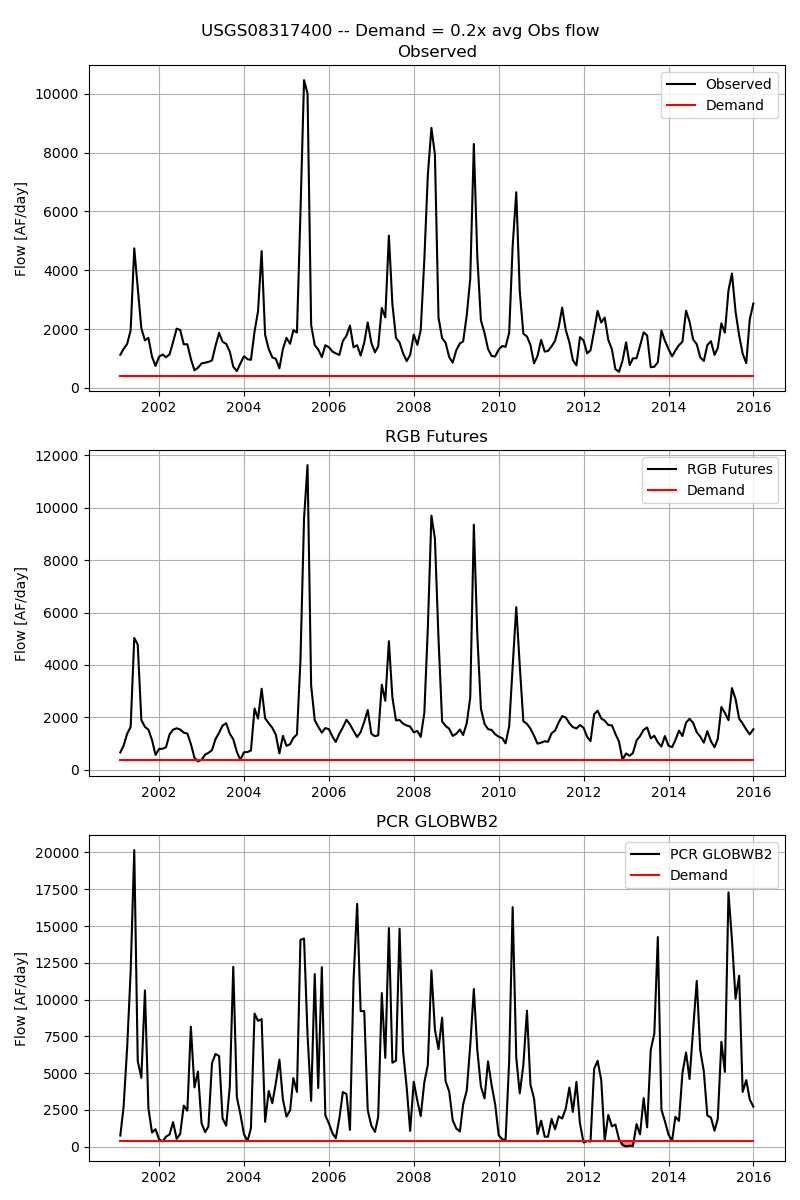 USGS08317400 -- Demand = 0.2x avg Obs flow
Observed
Flow [AF/day]
10000
8000
6000
4000
2000
0
Observed
Demand
2002 2004 2006 2008 2010 2012 2014 2016
RGB Futures
Flow [AF/day]
12000
10000
8000
6000
4000
2000
0
RGB Futures
Demand
2002 2004 2006 2008 2010 2012 2014 2016
PCR GLOBWB2
Flow [AF/day]
20000
17500
15000
12500
10000
7500
5000
2500
0
PCR GLOBWB2
Demand
2002 2004 2006 2008 2010 2012 2014 2016